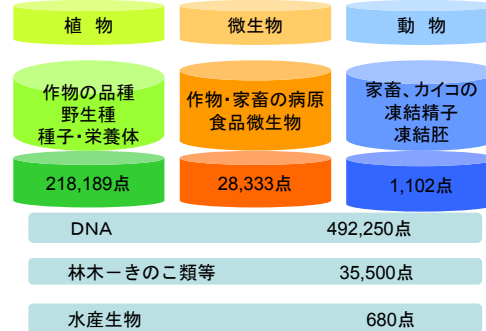 植　物
微生物
動　物
作物の品種
野生種
種子・栄養体
作物・家畜の病原
食品微生物
家畜、カイコの
凍結精子
凍結胚
218,189点
28,333点
1,102点
DNA 492,250点
林木－きのこ類等 35,500点
水産生物 680点